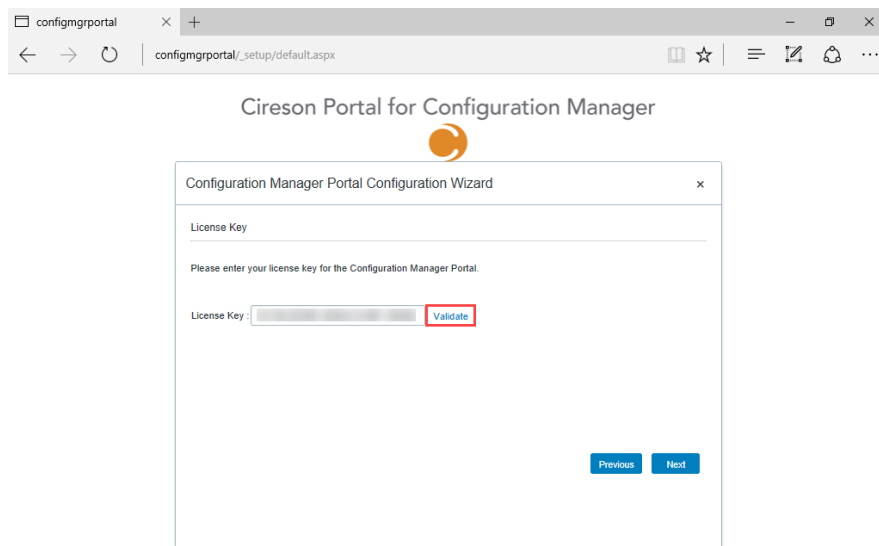 configmgrportal
configmgrportal/_setup/default.aspx
Cireson Portal for Configuration Manager
Configuration Manager Portal Configuration Wizard
License Key
Please enter your license key for the Configuration Manager Portal.
License Key : Validate
Previous Next